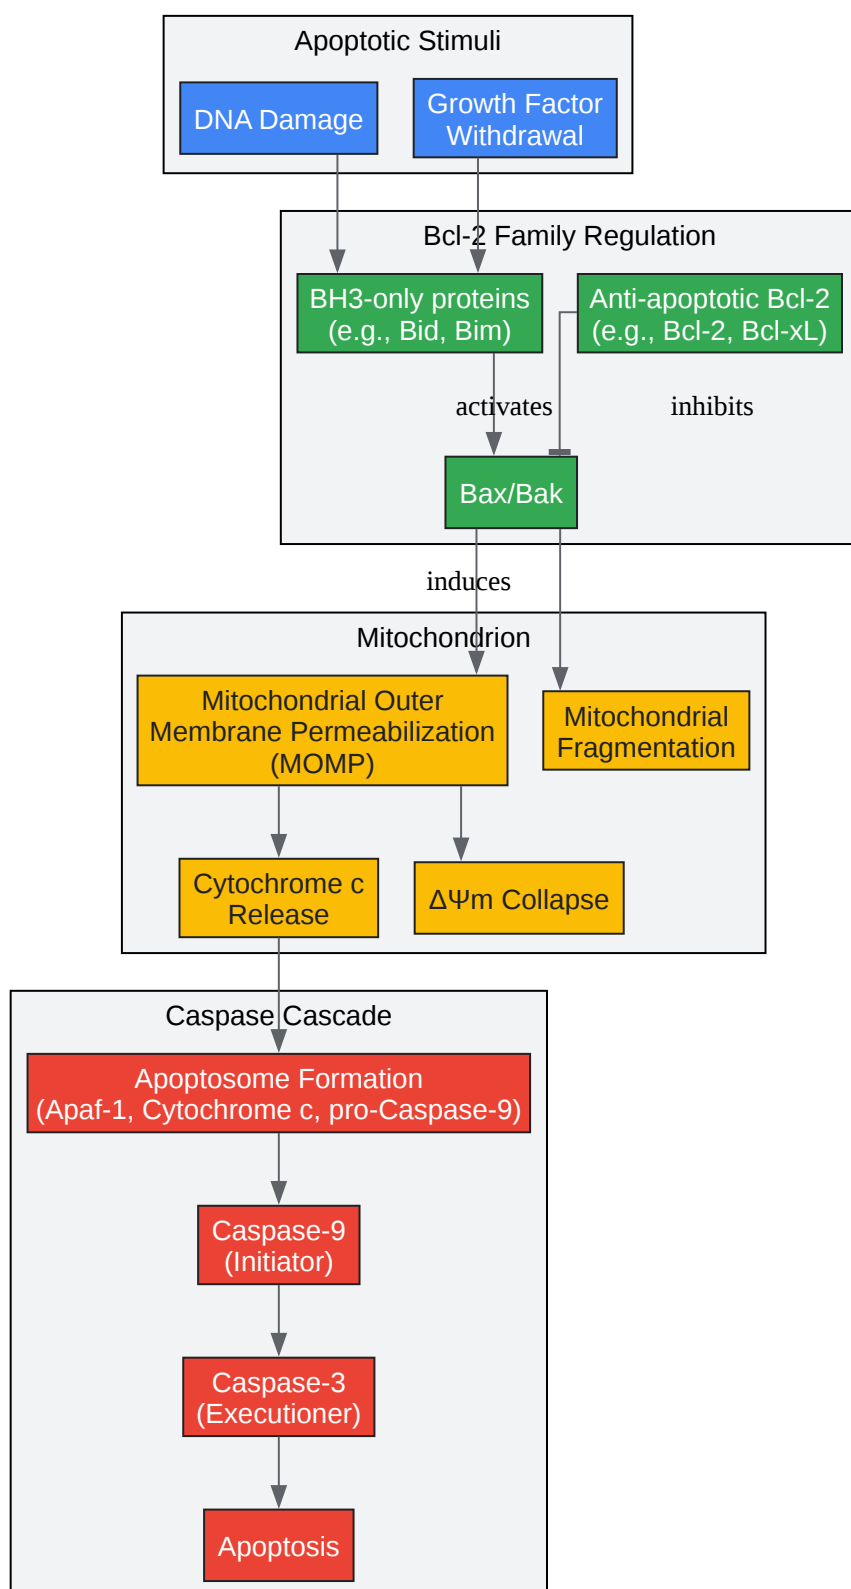 Apoptotic Stimuli
DNA Damage
Growth Factor
Withdrawal
Bcl-2 Family Regulation
BH3-only proteins
(e.g., Bid, Bim)
Anti-apoptotic Bcl-2
(e.g., Bcl-2, Bcl-xL)
activates
inhibits
Bax/Bak
induces
Mitochondrion
Mitochondrial Outer
Membrane Permeabilization
(MOMP)
Mitochondrial
Fragmentation
Cytochrome c
Release
ΔΨm Collapse
Caspase Cascade
Apoptosome Formation
(Apaf-1, Cytochrome c, pro-Caspase-9)
Caspase-9
(Initiator)
Caspase-3
(Executioner)
Apoptosis